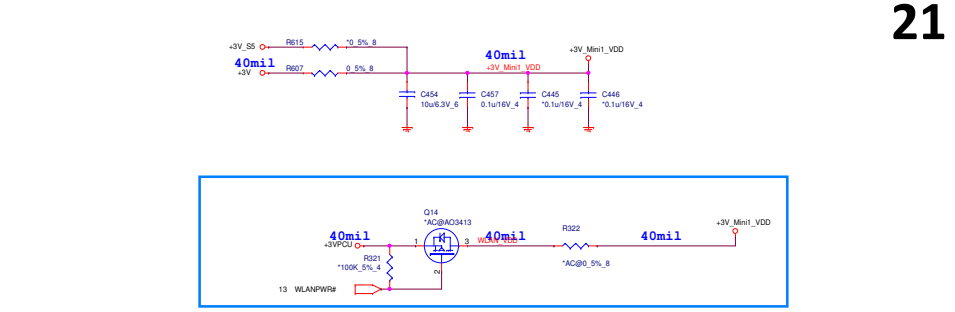 21
+3V_S5
R615
*0_5%_8
40mil
+3V
R607
0_5%_8
40mil
+3V_Mini1_VDD
+3V_Mini1_VDD
C454
10u/6.3V_6
C457
0.1u/16V_4
C445
*0.1u/16V_4
C446
*0.1u/16V_4
Q14
*AC@AO3413
R322
+3V_Mini1_VDD
40mil
+3VPCU
1
3
WLAN_VDD
40mil
40mil
R321
*100K_5%_4
2
*AC@0_5%_8
13 WLANPWR#